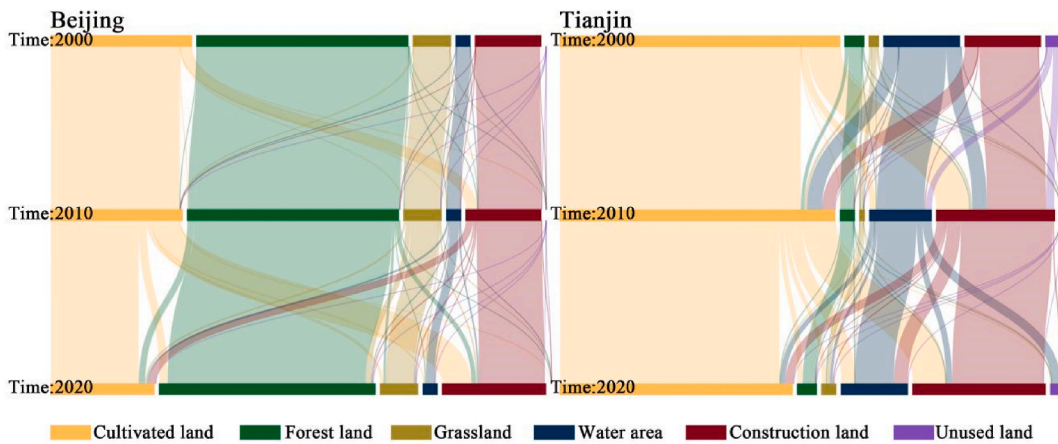 Beijing Tianjin
Time:2000 Time:2000
Time:2010 Time:2010
Time:2020 Time:2020
Cultivated land Forest land Grassland Water area Construction land Unused land